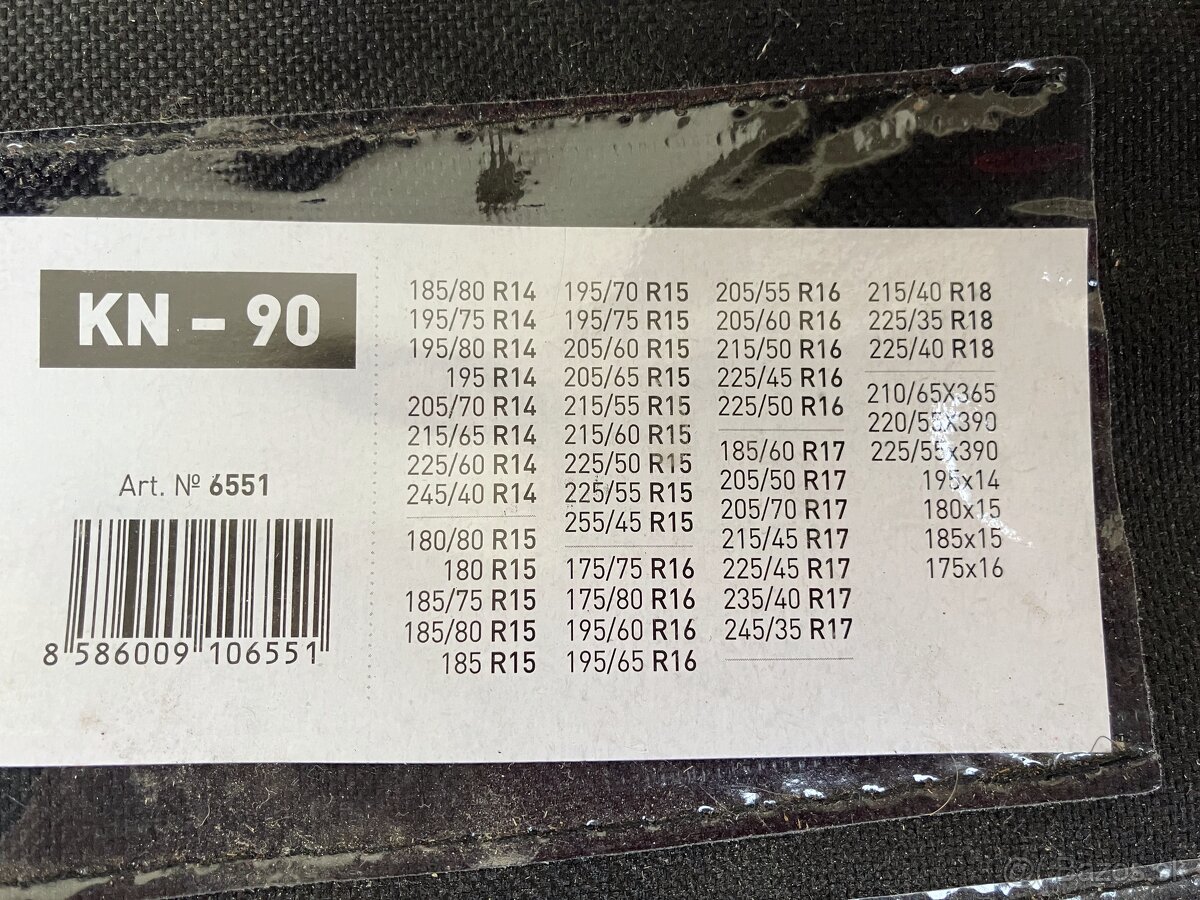 KN - 90
Art. Nº 6551
8 586009 106551
185/80 R14
195/75 R14
195/80 R14
195 R14
205/70 R14
215/65 R14
225/60 R14
245/40 R14
180/80 R15
180 R15
185/75 R15
185/80 R15
185 R15
195/70 R15
195/75 R15
205/60 R15
205/65 R15
215/55 R15
215/60 R15
225/50 R15
225/55 R15
255/45 R15
175/75 R16
175/80 R16
195/60 R16
195/65 R16
205/55 R16
205/60 R16
215/50 R16
225/45 R16
225/50 R16
185/60 R17
205/50 R17
205/70 R17
215/45 R17
225/45 R17
235/40 R17
245/35 R17
215/40 R18
225/35 R18
225/40 R18
210/65X365
220/55X390
225/55x390
195x14
180x15
185x15
175x16
Bazos.sk